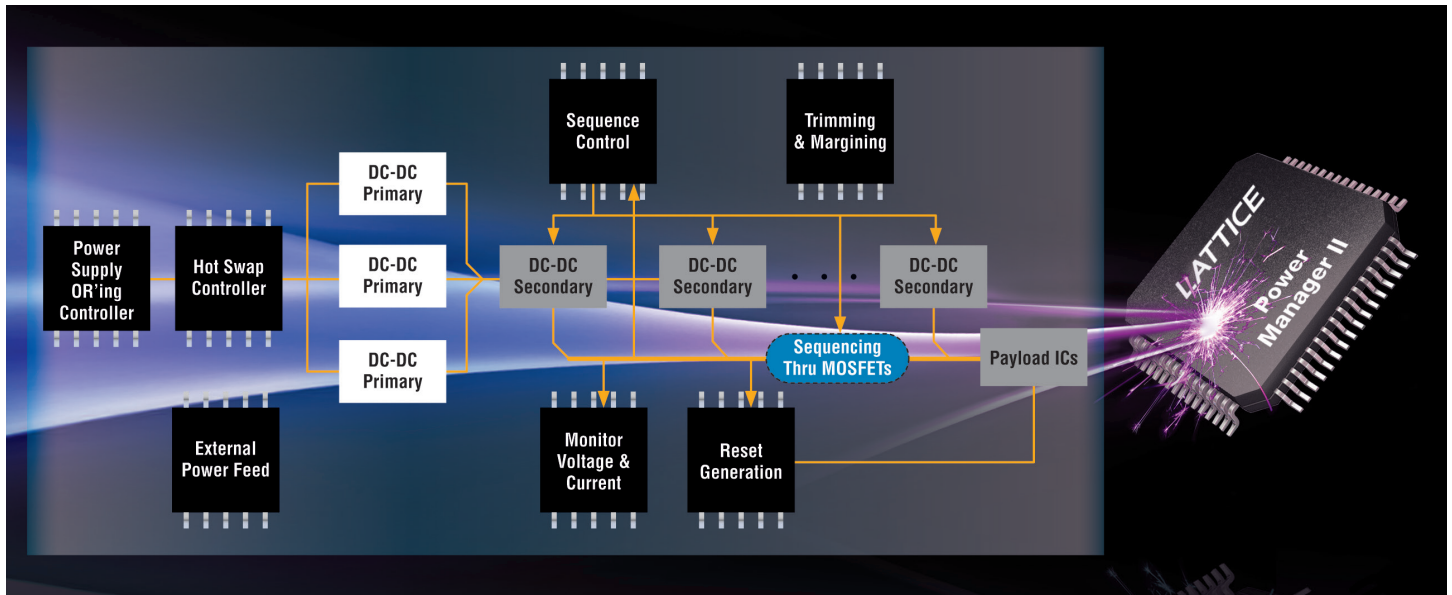 Sequence
Control
Trimming
& Margining
DC-DC
Primary
Power
Supply
OR'ing
Controller
Hot Swap
Controller
DC-DC
Primary
DC-DC
Secondary
DC-DC
Secondary
. . .
DC-DC
Secondary
DC-DC
Primary
Sequencing
Thru MOSFETs
Payload ICs
External
Power Feed
Monitor
Voltage &
Current
Reset
Generation
LATTICE
Power
Manager II